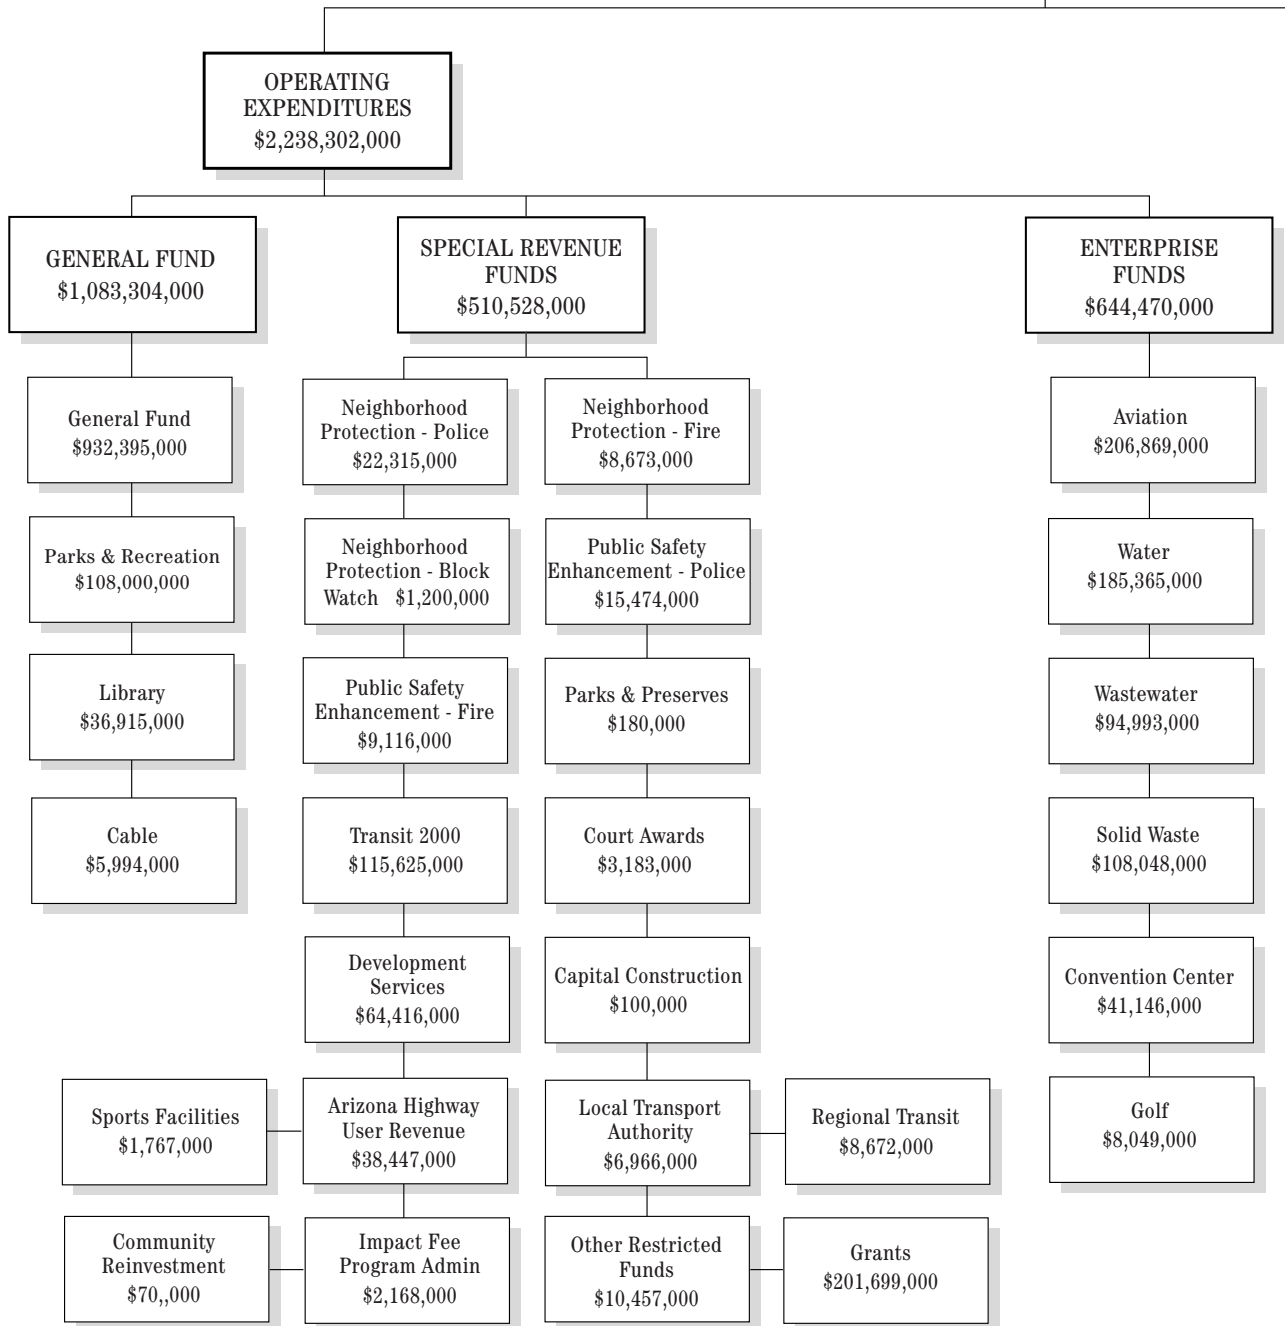 OPERATING
EXPENDITURES
$2,238,302,000
GENERAL FUND
$1,083,304,000
SPECIAL REVENUE
FUNDS
$510,528,000
ENTERPRISE
FUNDS
$644,470,000
General Fund
$932,395,000
Parks & Recreation
$108,000,000
Library
$36,915,000
Cable
$5,994,000
Neighborhood
Protection - Police
$22,315,000
Neighborhood
Protection - Fire
$8,673,000
Neighborhood
Protection - Block
Watch $1,200,000
Public Safety
Enhancement - Police
$15,474,000
Public Safety
Enhancement - Fire
$9,116,000
Parks & Preserves
$180,000
Transit 2000
$115,625,000
Court Awards
$3,183,000
Development
Services
$64,416,000
Capital Construction
$100,000
Sports Facilities
$1,767,000
Arizona Highway
User Revenue
$38,447,000
Local Transport
Authority
$6,966,000
Regional Transit
$8,672,000
Community
Reinvestment
$70,,000
Impact Fee
Program Admin
$2,168,000
Other Restricted
Funds
$10,457,000
Grants
$201,699,000
Aviation
$206,869,000
Water
$185,365,000
Wastewater
$94,993,000
Solid Waste
$108,048,000
Convention Center
$41,146,000
Golf
$8,049,000